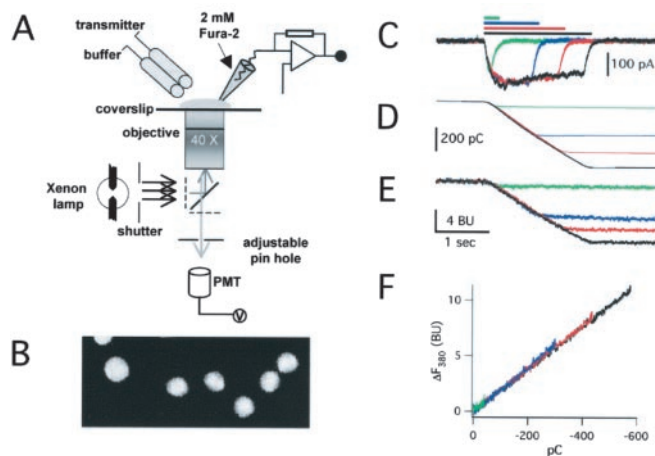 A
2 mM
Fura-2
transmitter
buffer
coverslip
objective
40 X
Xenon
lamp
shutter
adjustable
pin hole
PMT
V
B
C
100 pA
D
200 pC
E
4 BU
1 sec
F
ΔF380 (BU)
10
5
0
0
-200
-400
-600
pC